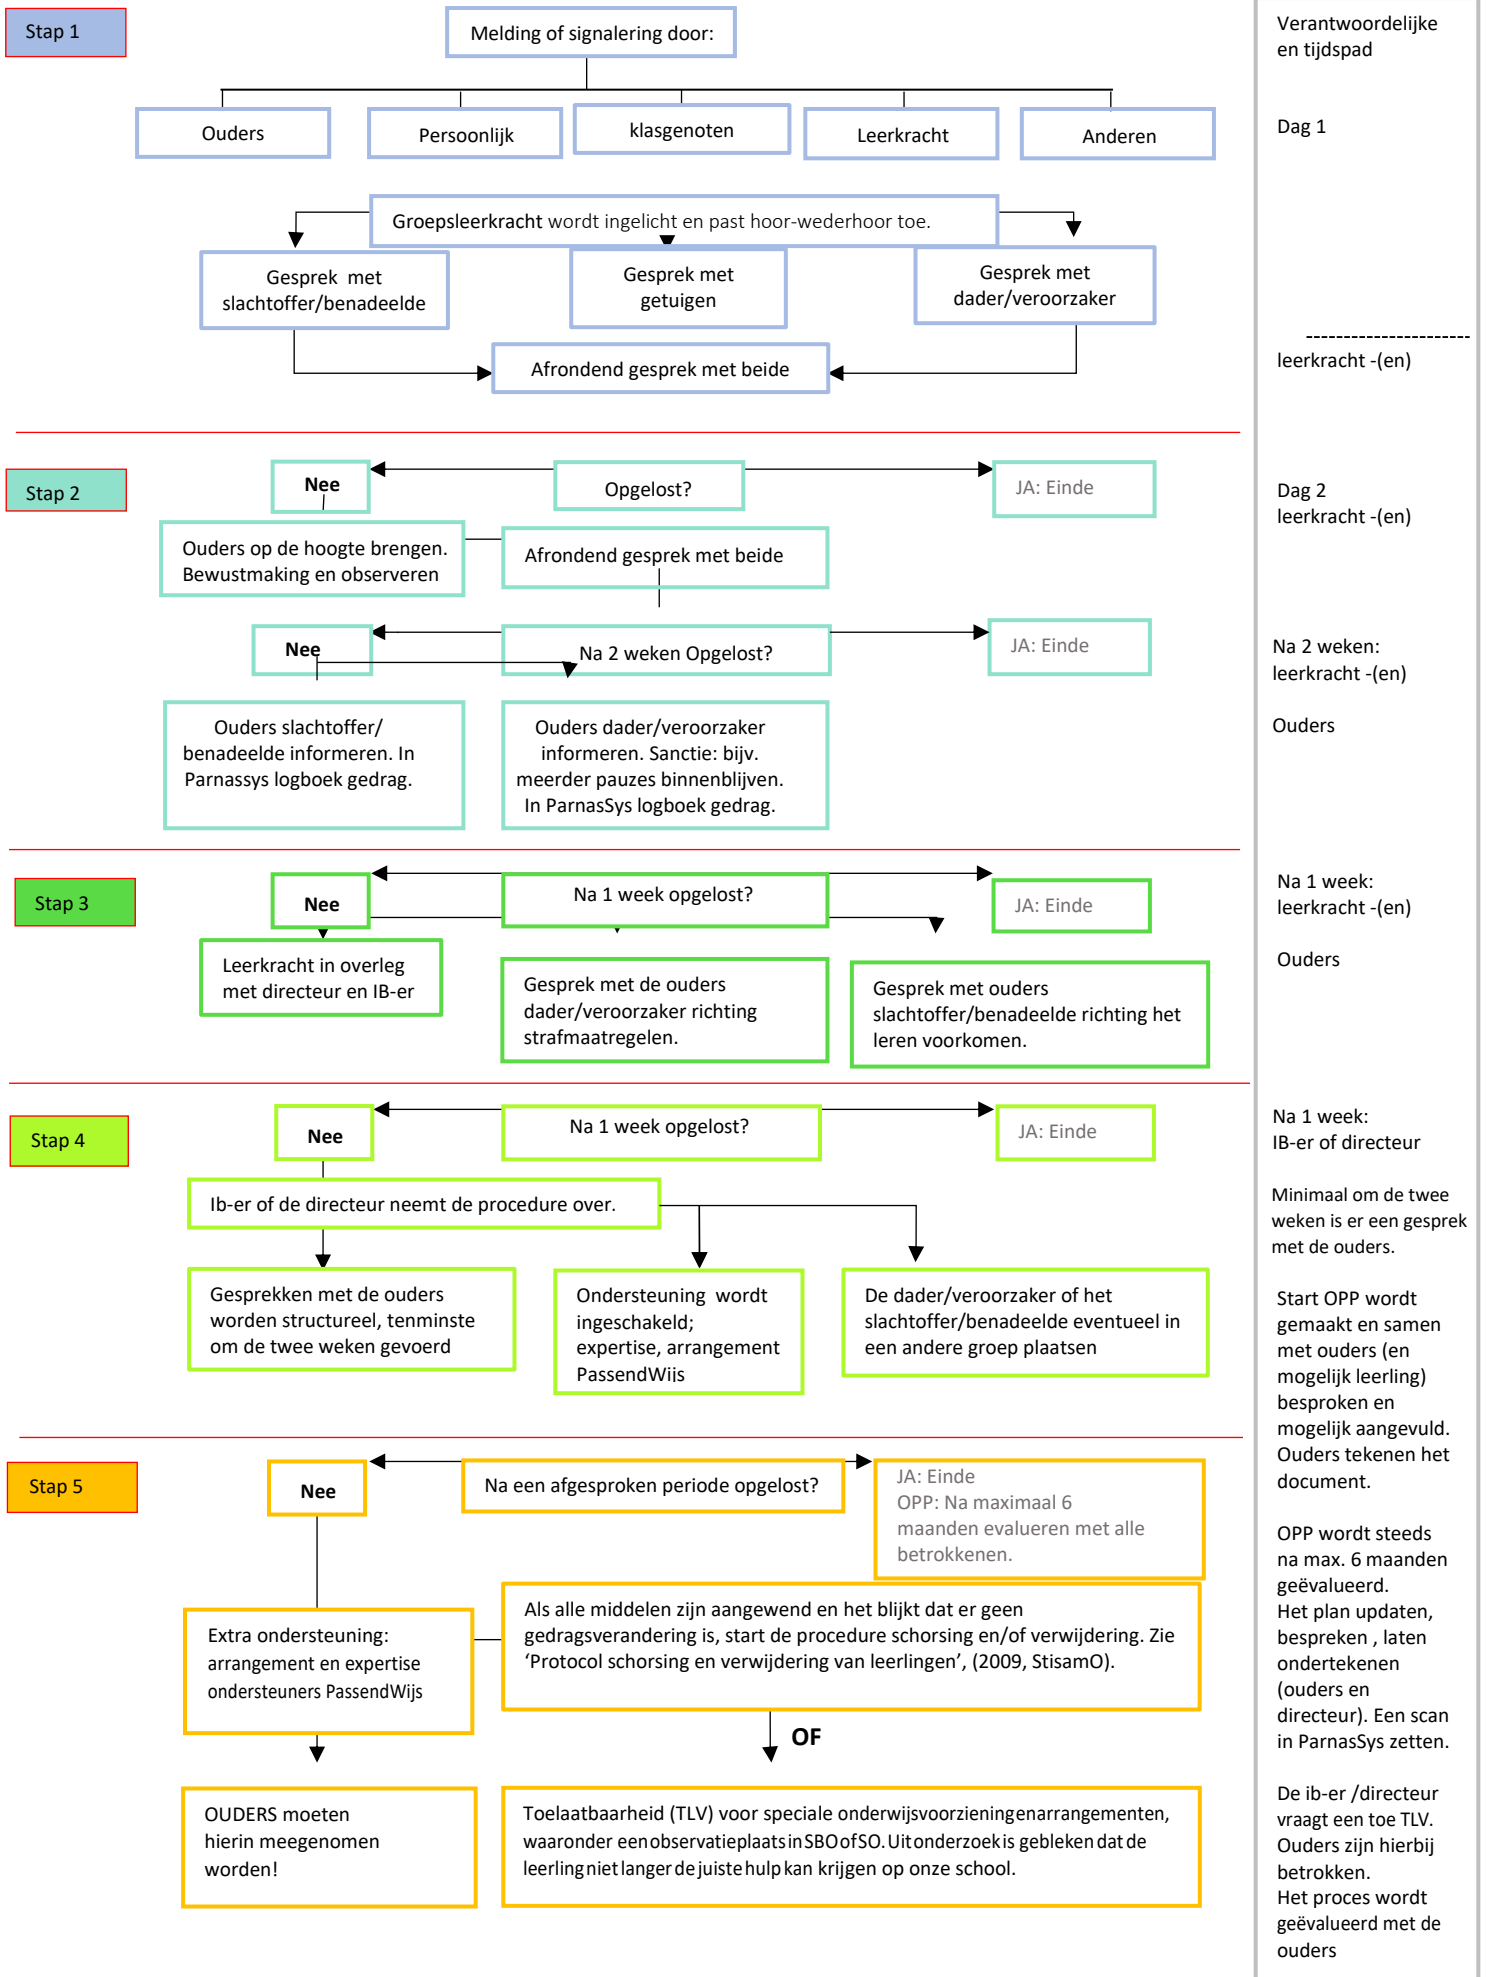 Stap 1
Melding of signalering door:
Ouders
Persoonlijk
klasgenoten
Leerkracht
Anderen
Groepsleerkracht wordt ingelicht en past hoor-wederhoor toe.
Gesprek met
slachtoffer/benadeelde
Gesprek met
getuigen
Gesprek met
dader/veroorzaker
Afrondend gesprek met beide
Verantwoordelijke
en tijdspad
Dag 1
-----------------------
leerkracht -(en)
Stap 2
Nee
Opgelost?
JA: Einde
Ouders op de hoogte brengen.
Bewustmaking en observeren
Afrondend gesprek met beide
Dag 2
leerkracht -(en)
Nee
Na 2 weken Opgelost?
JA: Einde
Ouders slachtoffer/
benadeelde informeren. In
Parnassys logboek gedrag.
Ouders dader/veroorzaker
informeren. Sanctie: bijv.
meerder pauzes binnenblijven.
In ParnasSys logboek gedrag.
Na 2 weken:
leerkracht -(en)
Ouders
Stap 3
Nee
Na 1 week opgelost?
JA: Einde
Leerkracht in overleg
met directeur en IB-er
Gesprek met de ouders
dader/veroorzaker richting
strafmaatregelen.
Gesprek met ouders
slachtoffer/benadeelde richting het
leren voorkomen.
Na 1 week:
leerkracht -(en)
Ouders
Stap 4
Nee
Na 1 week opgelost?
JA: Einde
Ib-er of de directeur neemt de procedure over.
Gesprekken met de ouders
worden structureel, tenminste
om de twee weken gevoerd
Ondersteuning wordt
ingeschakeld;
expertise, arrangement
PassendWijs
De dader/veroorzaker of het
slachtoffer/benadeelde eventueel in
een andere groep plaatsen
Na 1 week:
IB-er of directeur
Minimaal om de twee
weken is er een gesprek
met de ouders.
Start OPP wordt
gemaakt en samen
met ouders (en
mogelijk leerling)
besproken en
mogelijk aangevuld.
Ouders tekenen het
document.
Stap 5
Nee
Na een afgesproken periode opgelost?
JA: Einde
OPP: Na maximaal 6
maanden evalueren met alle
betrokkenen.
Extra ondersteuning:
arrangement en expertise
ondersteuners PassendWijs
Als alle middelen zijn aangewend en het blijkt dat er geen
gedragsverandering is, start de procedure schorsing en/of verwijdering. Zie
‘Protocol schorsing en verwijdering van leerlingen’, (2009, StisamO).
OF
OUDERS moeten
hierin meegenomen
worden!
Toelaatbaarheid (TLV) voor speciale onderwijsvoorzieningenarrangementen,
waaronder een observatieplaats in SBO of SO. Uit onderzoek is gebleken dat de
leerling niet langer de juiste hulp kan krijgen op onze school.
OPP wordt steeds
na max. 6 maanden
geëvalueerd.
Het plan updaten,
bespreken , laten
ondertekenen
(ouders en
directeur). Een scan
in ParnasSys zetten.
De ib-er /directeur
vraagt een toe TLV.
Ouders zijn hierbij
betrokken.
Het proces wordt
geëvalueerd met de
ouders